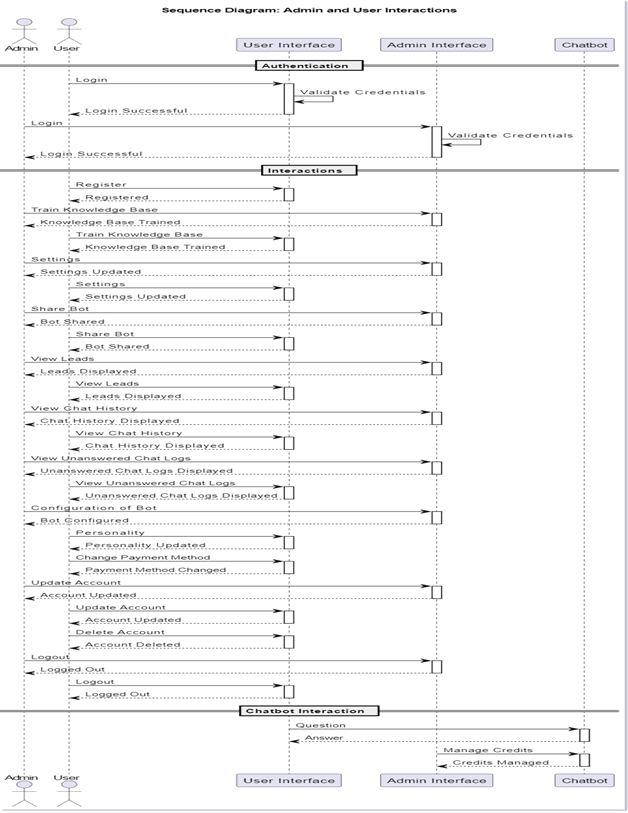 Sequence Diagram: Admin and User Interactions
Admin User User Interface Admin Interface Chatbot
Authentication
Login
Validate Credentials
Login Successful
Login
Validate Credentials
Login Successful
Interactions
Register
Registered
Train Knowledge Base
Knowledge Base Trained
Train Knowledge Base
Knowledge Base Trained
Settings
Settings Updated
Settings
Settings Updated
Share Bot
Bot Shared
Share Bot
Bot Shared
View Leads
Leads Displayed
View Leads
Leads Displayed
View Chat History
Chat History Displayed
View Chat History
Chat History Displayed
View Unanswered Chat Logs
Unanswered Chat Logs Displayed
View Unanswered Chat Logs
Unanswered Chat Logs Displayed
Configuration of Bot
Bot Configured
Personality
Personality Updated
Change Payment Method
Payment Method Changed
Update Account
Account Updated
Update Account
Account Updated
Delete Account
Account Deleted
Logout
Logged Out
Logout
Logged Out
Chatbot Interaction
Question
Answer
Manage Credits
Credits Managed
Admin User User Interface Admin Interface Chatbot